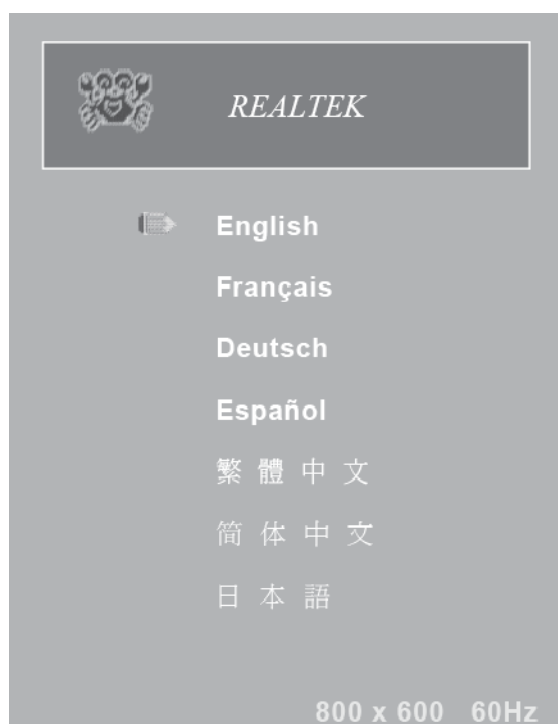 REALTEK
English
Français
Deutsch
Español
繁體中文
简体中文
日本語
800 x 600 60Hz